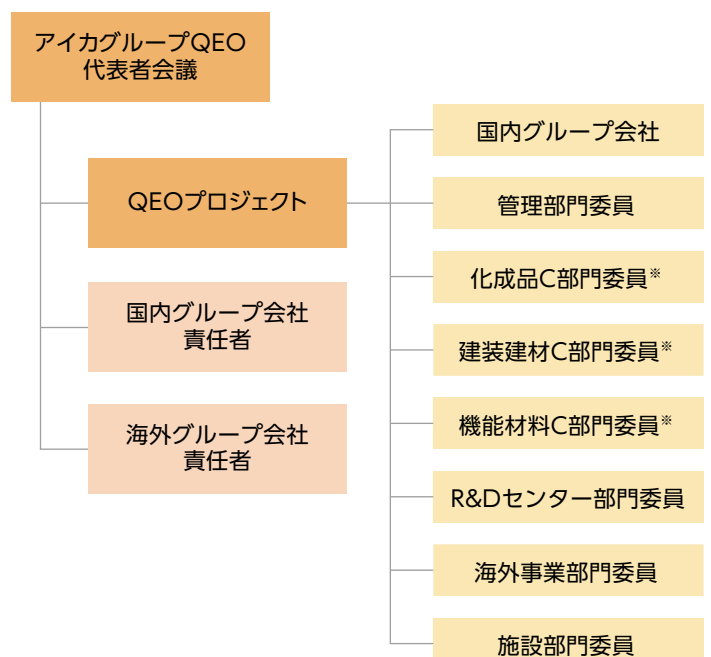 アイカグループQEO
代表者会議
QEOプロジェクト
国内グループ会社
責任者
海外グループ会社
責任者
国内グループ会社
管理部門委員
化成品C部門委員※
建装建材C部門委員※
機能材料C部門委員※
R&Dセンター部門委員
海外事業部門委員
施設部門委員